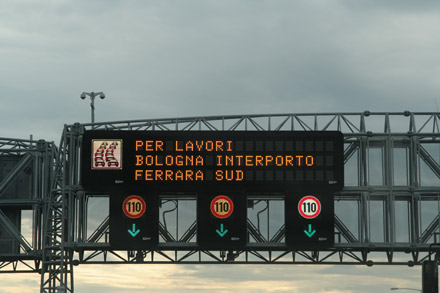 PER LAVORI
BOLOGNA INTERPORTO
FERRARA SUD
110 110 110